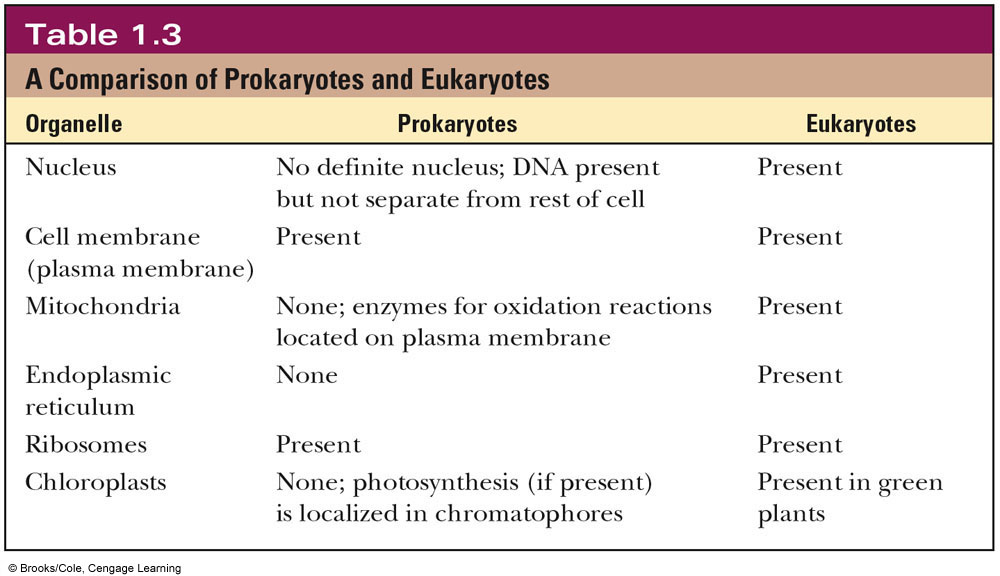 Table 1.3
A Comparison of Prokaryotes and Eukaryotes
Organelle Prokaryotes Eukaryotes
Nucleus No definite nucleus; DNA present Present
but not separate from rest of cell
Cell membrane Present Present
(plasma membrane)
Mitochondria None; enzymes for oxidation reactions Present
located on plasma membrane
Endoplasmic None Present
reticulum
Ribosomes Present Present
Chloroplasts None; photosynthesis (if present) Present in green
is localized in chromatophores plants
© Brooks/Cole, Cengage Learning